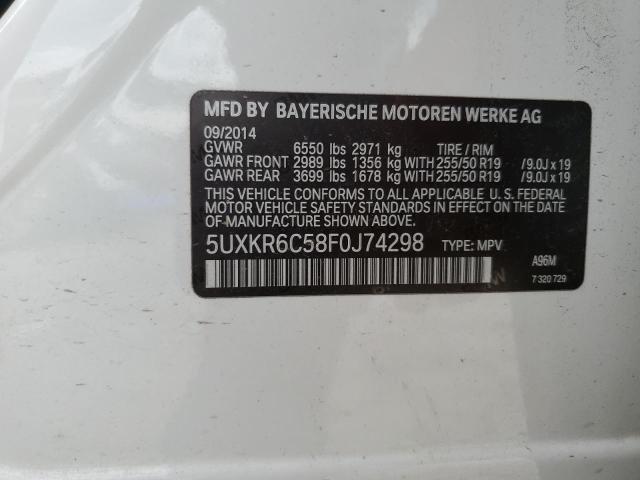 MFD BY BAYERISCHE MOTOREN WERKE AG
09/2014
GVWR 6550 lbs 2971 kg TIRE / RIM
GAWR FRONT 2989 lbs 1356 kg WITH 255/50 R19 /9.0J x 19
GAWR REAR 3699 lbs 1678 kg WITH 255/50 R19 /9.0J x 19
THIS VEHICLE CONFORMS TO ALL APPLICABLE U.S. FEDERAL
MOTOR VEHICLE SAFETY STANDARDS IN EFFECT ON THE DATE
OF MANUFACTURE SHOWN ABOVE.
5UXKR6C58F0J74298 TYPE: MPV
A96M
7 320 729